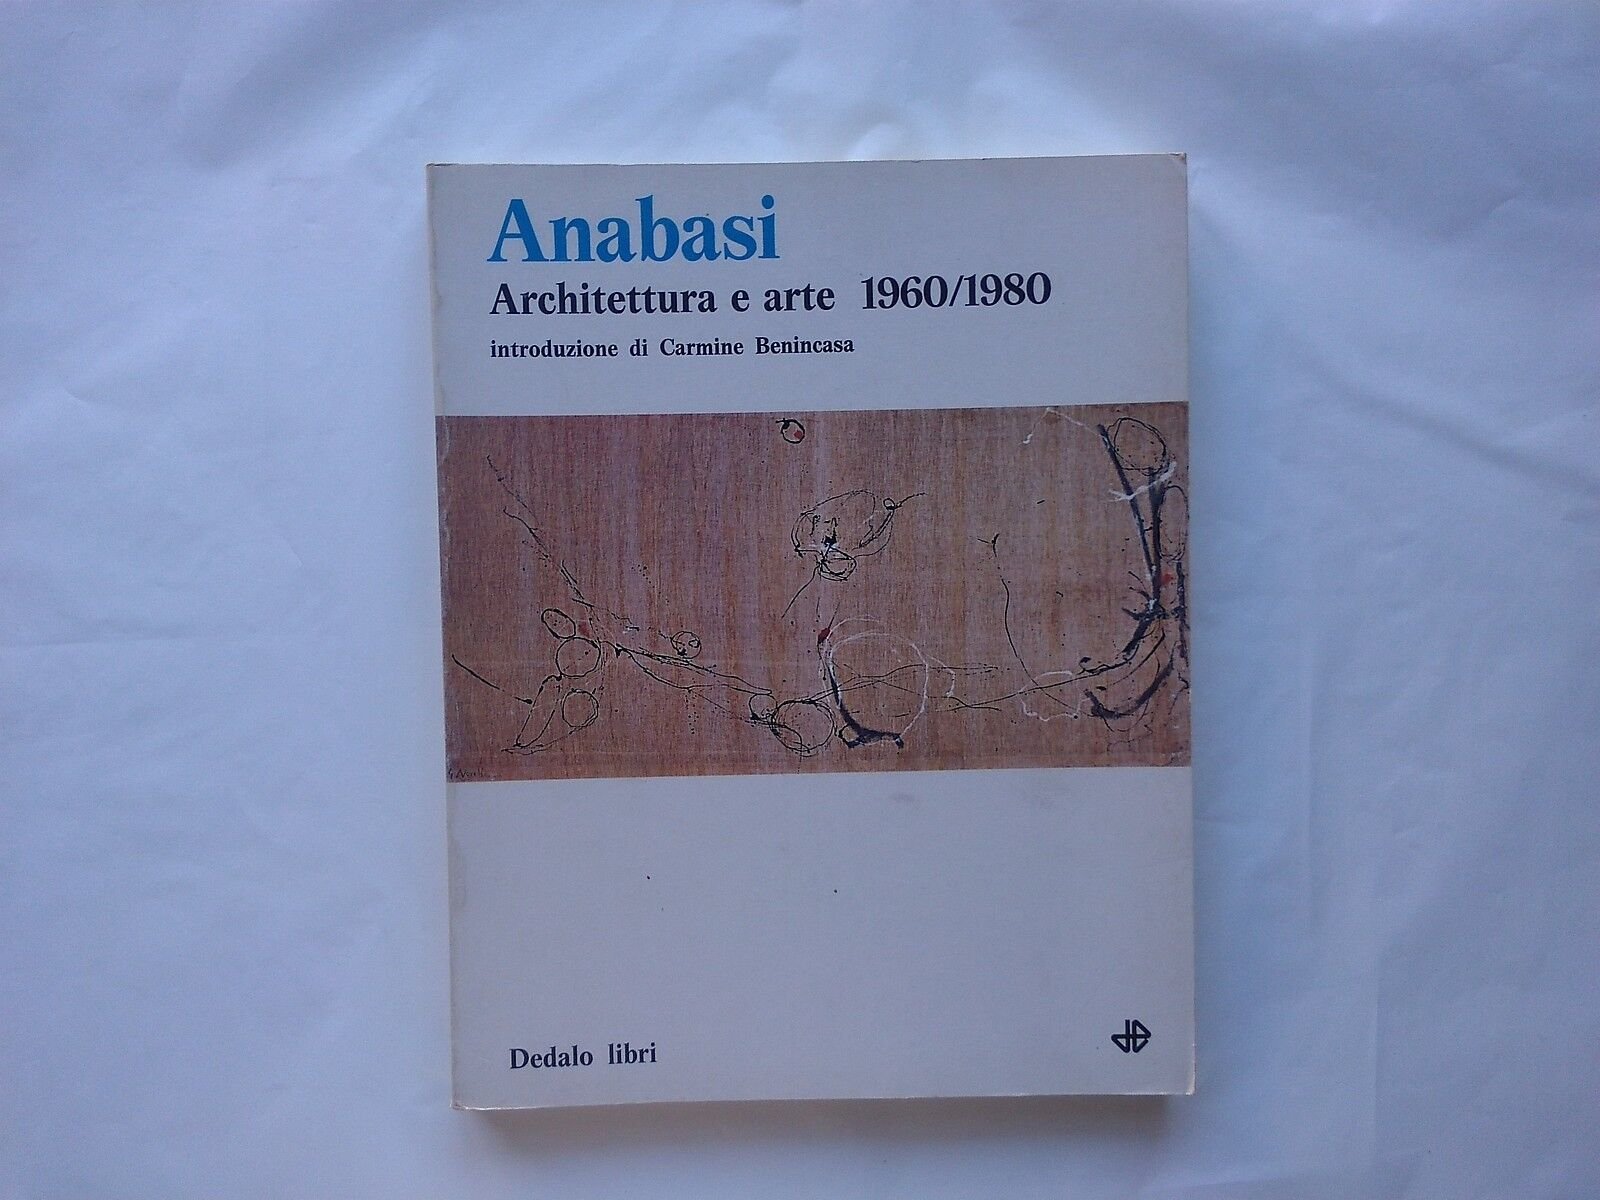 Anabasi
Architettura e arte 1960/1980
introduzione di Carmine Benincasa
Dedalo libri